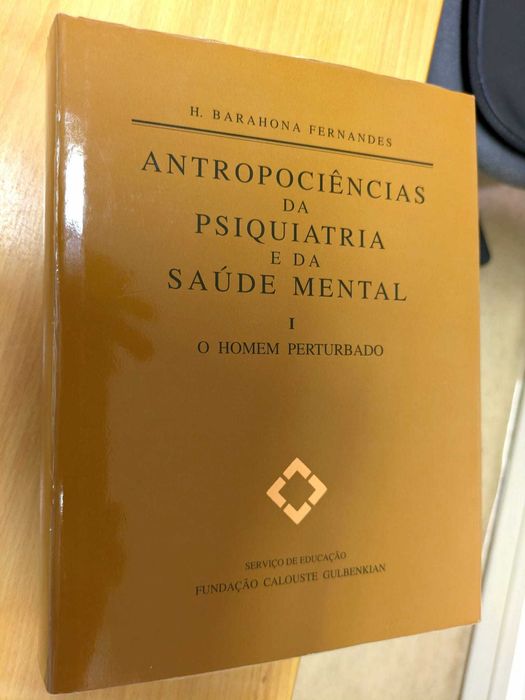 H. BARAHONA FERNANDES
ANTROPOCIÊNCIAS
DA
PSIQUIATRIA
E DA
SAÚDE MENTAL
I
O HOMEM PERTURBADO
SERVIÇO DE EDUCAÇÃO
FUNDAÇÃO CALOUSTE GULBENKIAN